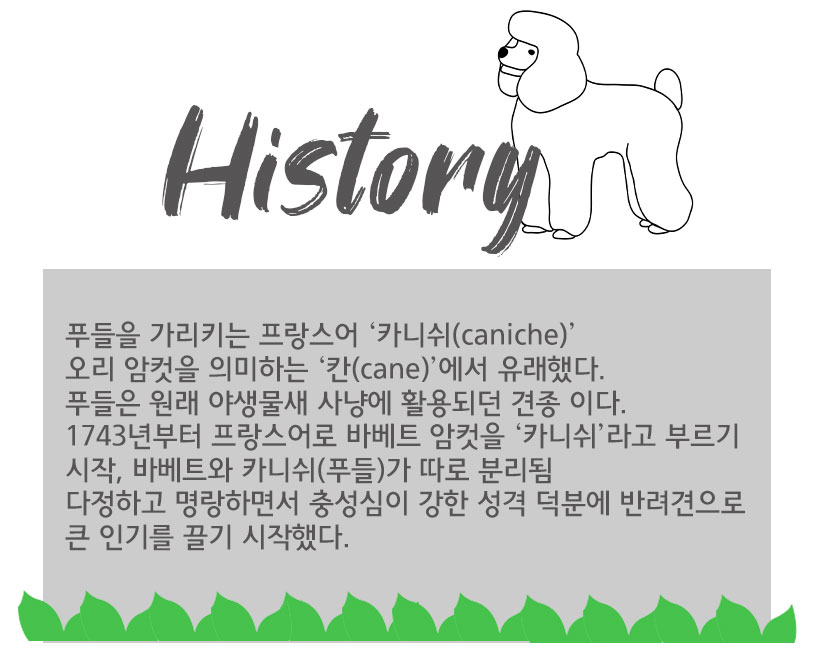 History
푸들을 가리키는 프랑스어 ‘카니쉬(caniche)’
오리 암컷을 의미하는 ‘칸(cane)’에서 유래했다.
푸들은 원래 야생물새 사냥에 활용되던 견종 이다.
1743년부터 프랑스어로 바베트 암컷을 ‘카니쉬’라고 부르기
시작, 바베트와 카니쉬(푸들)가 따로 분리됨
다정하고 명랑하면서 충성심이 강한 성격 덕분에 반려견으로
큰 인기를 끌기 시작했다.